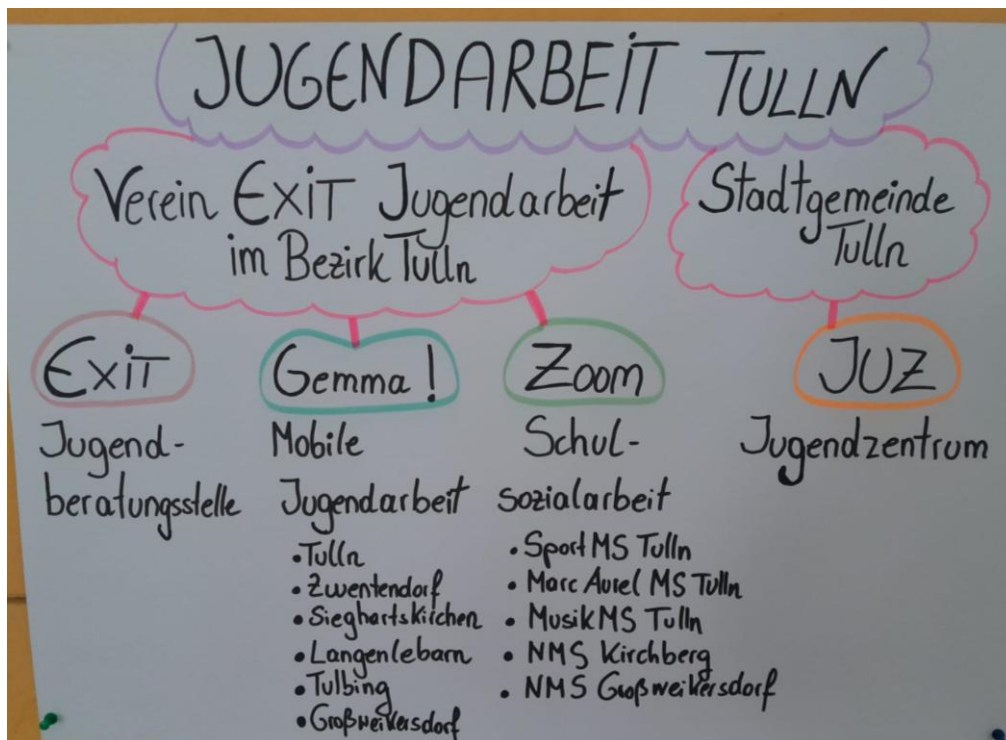 JUGENDARBEIT TULLN
Verein EXIT Jugendarbeit
im Bezirk Tulln
Stadtgemeinde
Tulln
EXIT
Jugend-
beratungsstelle
Gemma!
Mobile
Jugendarbeit
• Tulln
• Zwentendorf
• Sieghartskirchen
• Langenlebarn
• Tulbing
• Großweikersdorf
Zoom
Schul-
sozialarbeit
• Sport MS Tulln
• Marc Aurel MS Tulln
• Musik MS Tulln
• NMS Kirchberg
• NMS Großweikersdorf
JUZ
Jugendzentrum